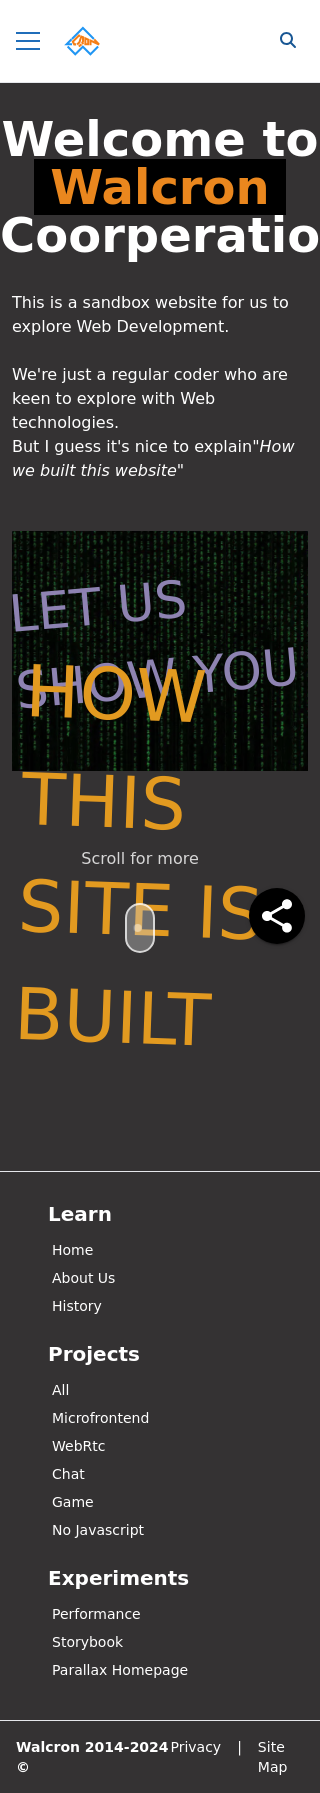 Welcome to
Walcron
Coorperatio
This is a sandbox website for us to
explore Web Development.
We're just a regular coder who are
keen to explore with Web
technologies.
But I guess it's nice to explain"How
we built this website"
LET US
SHOW YOU
HOW
THIS
Scroll for more
SITE IS
BUILT
Learn
Home
About Us
History
Projects
All
Microfrontend
WebRtc
Chat
Game
No Javascript
Experiments
Performance
Storybook
Parallax Homepage
Walcron 2014-2024 Privacy | Site
© Map